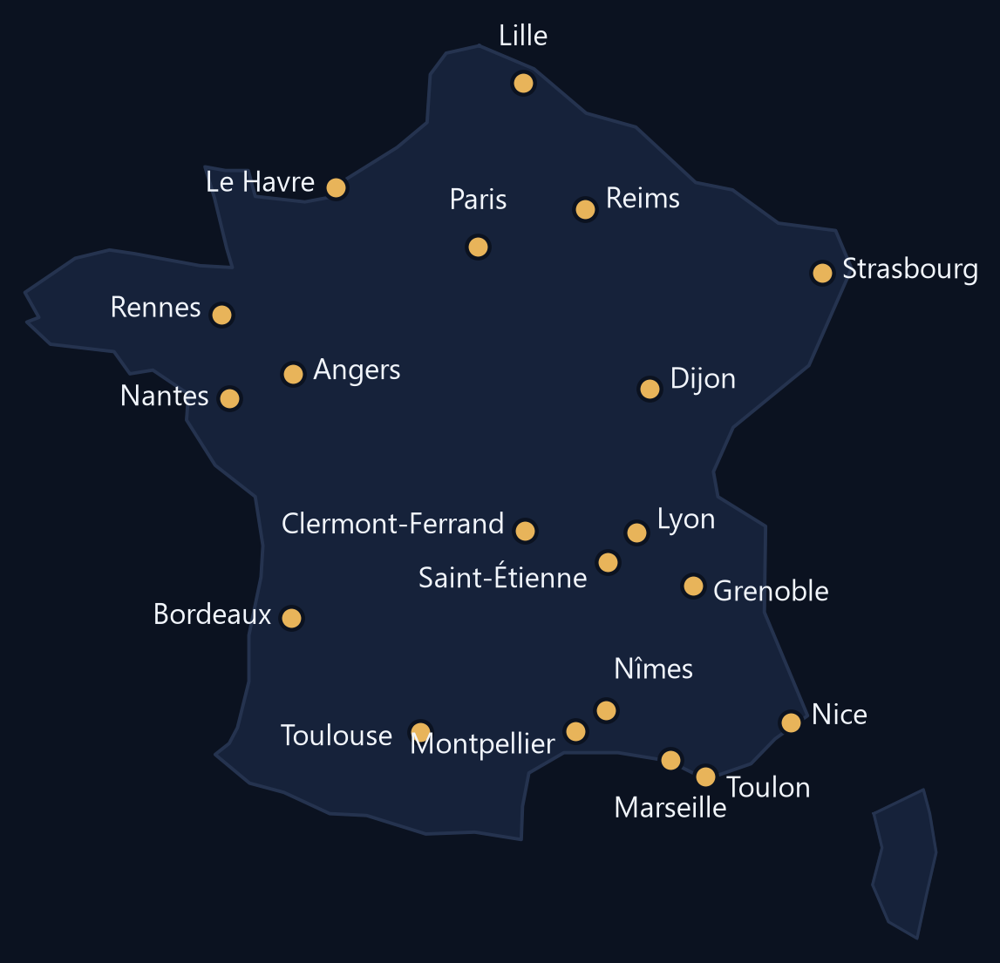 Lille
Le Havre
Paris
Reims
Strasbourg
Rennes
Angers
Dijon
Nantes
Clermont-Ferrand
Lyon
Saint-Étienne
Grenoble
Bordeaux
Nîmes
Nice
Toulouse
Montpellier
Toulon
Marseille